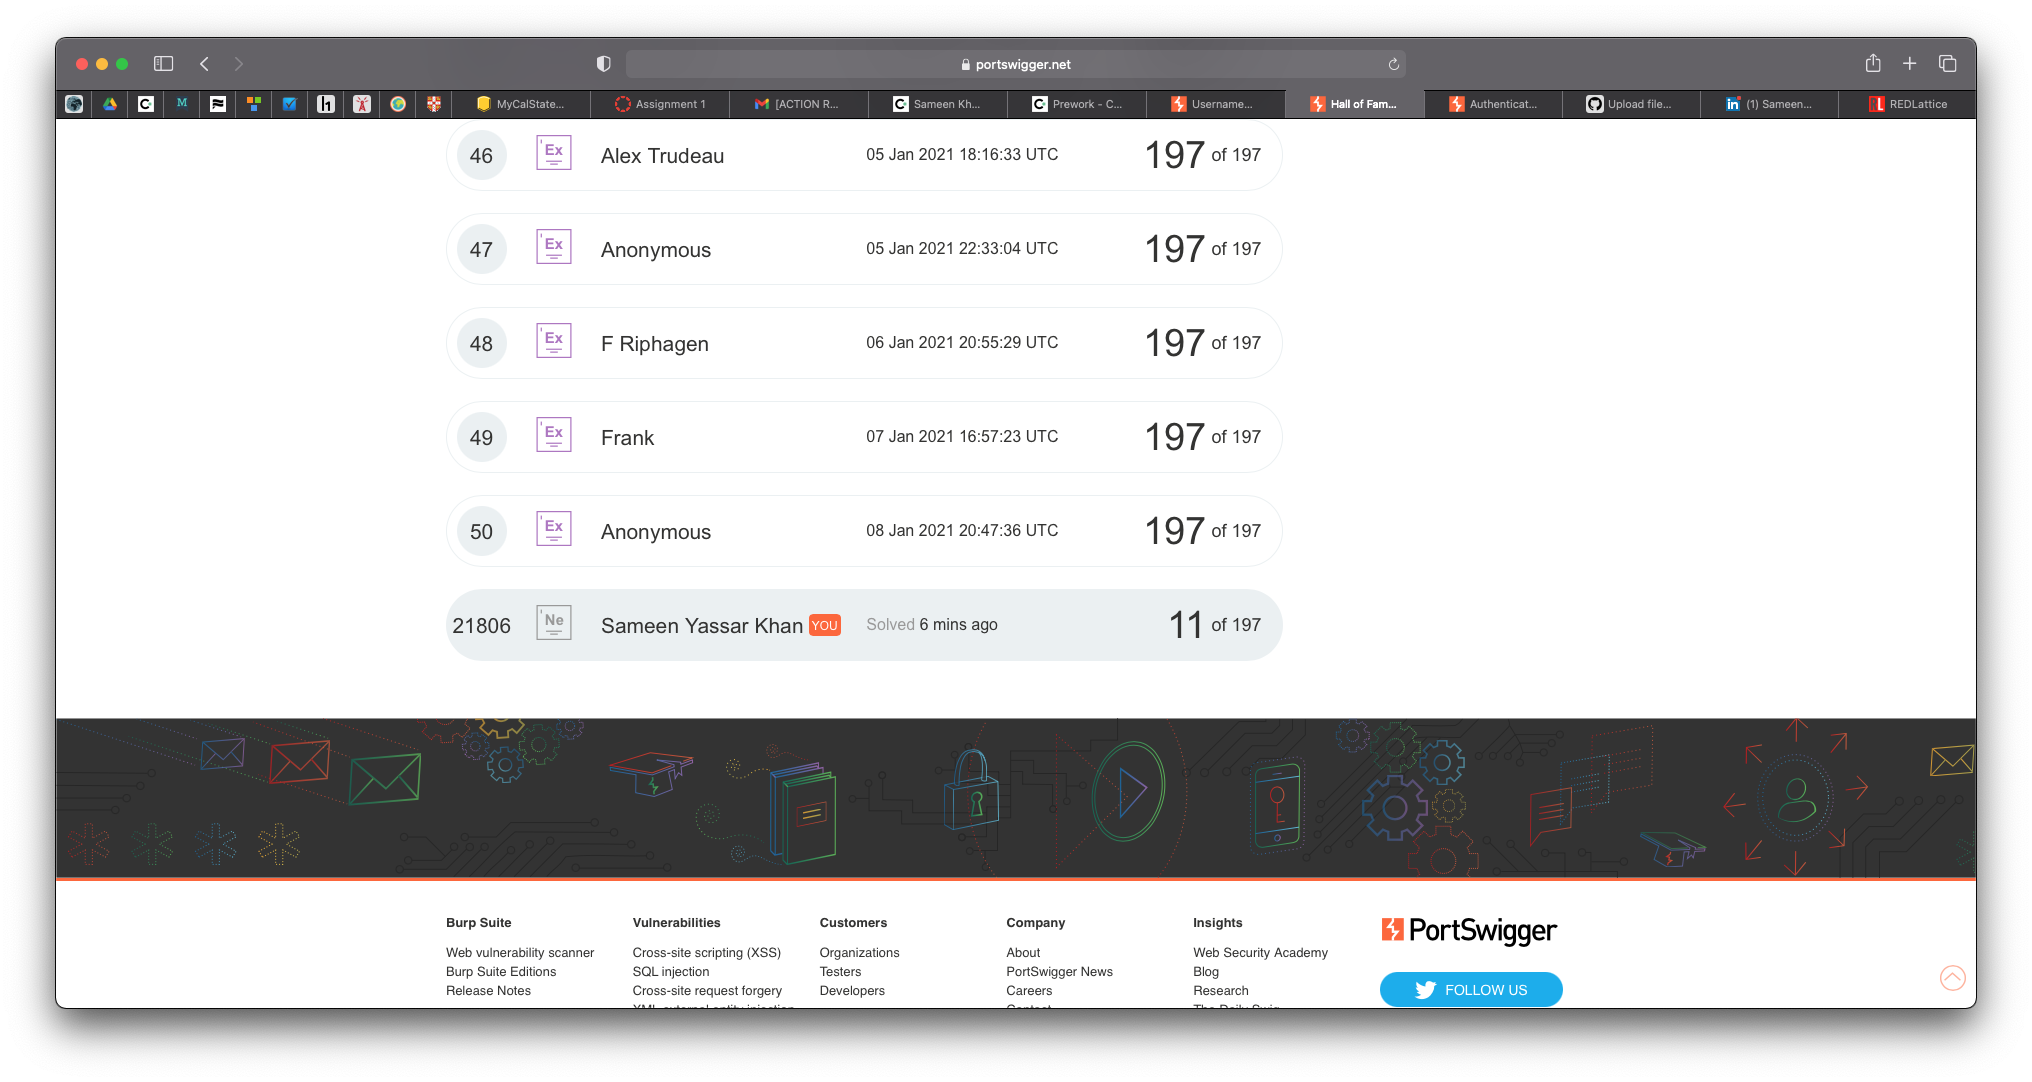 portswigger.net
MyCalState...
Assignment 1
[ACTION R...
Sameen Kh...
Prework - C...
Username...
Hall of Fam...
Authenticat...
Upload file...
(1) Sameen...
REDLattice
46 'Ex Alex Trudeau 05 Jan 2021 18:16:33 UTC 197 of 197
47 'Ex Anonymous 05 Jan 2021 22:33:04 UTC 197 of 197
48 'Ex F Riphagen 06 Jan 2021 20:55:29 UTC 197 of 197
49 'Ex Frank 07 Jan 2021 16:57:23 UTC 197 of 197
50 'Ex Anonymous 08 Jan 2021 20:47:36 UTC 197 of 197
21806 'Ne Sameen Yassar Khan YOU Solved 6 mins ago 11 of 197
Burp Suite
Web vulnerability scanner
Burp Suite Editions
Release Notes
Vulnerabilities
Cross-site scripting (XSS)
SQL injection
Cross-site request forgery
Customers
Organizations
Testers
Developers
Company
About
PortSwigger News
Careers
Insights
Web Security Academy
Blog
Research
PortSwigger
FOLLOW US